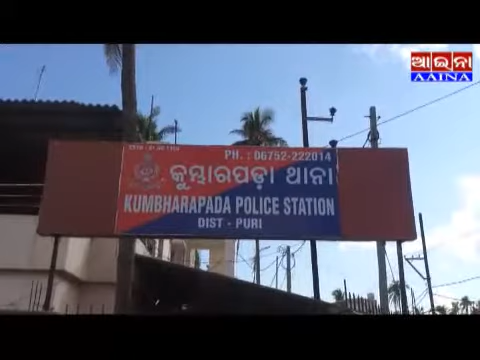 ଆଇନା
AAINA
PH. : 06752-222014
କୁମ୍ଭାରପଡ଼ା ଥାନା
KUMBHARAPADA POLICE STATION
DIST - PURI